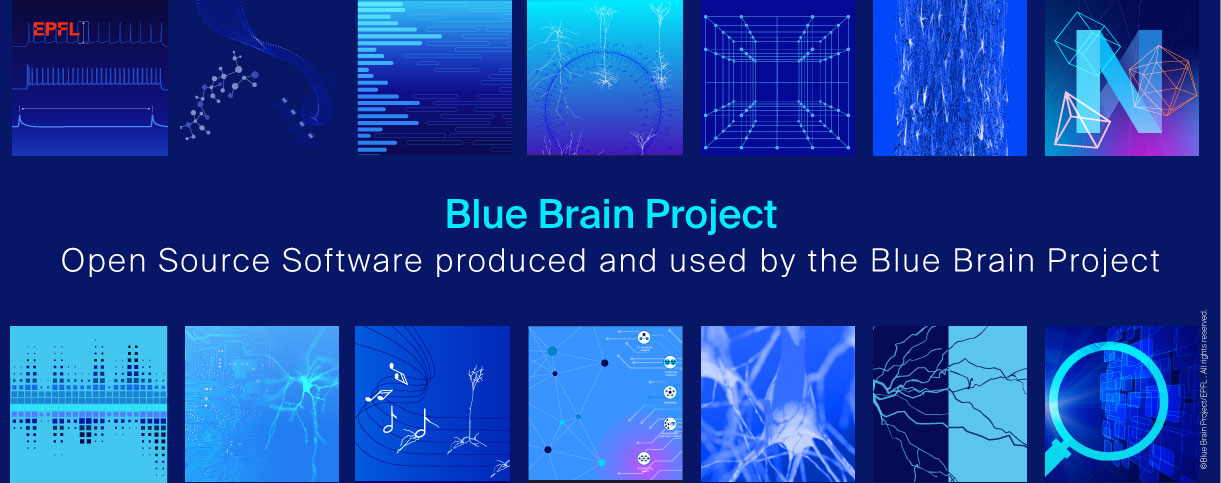 EPFL
N
Blue Brain Project
Open Source Software produced and used by the Blue Brain Project
©Blue Brain Project/EPFL. All rights reserved.